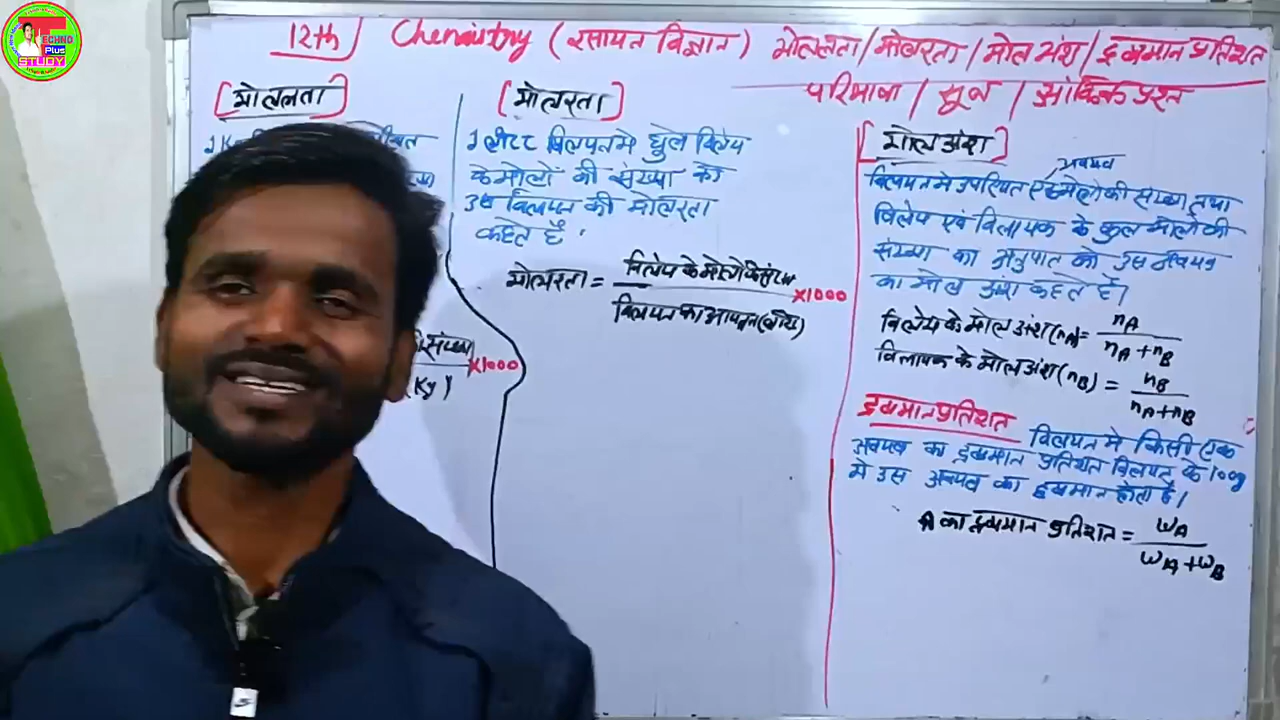 TECHNO
Plus
STUDY
12th Chemistry (रसायन विज्ञान) मोललता/मोलरता/मोल अंश/द्रव्यमान प्रतिशत
परिभाषा / सूत्र / आंकिक प्रश्न
[मोललता]
1 Kg
[मोलरता]
1 लीटर विलयन मे घुले विलेय
के मोलों की संख्या को
उस विलयन की मोलरता
कहते हैं
मोलरता = विलेय के मोलो कि संख्या
विलयन का आयतन (लीटर) ×1000
संख्या
(Kg) ×1000
[मोल अंश]
अवयव
विलयन मे उपस्थित एक मोलो की संख्या तथा
विलेय एवं विलायक के कुल मोलों की
संख्या का अनुपात को उस अवयव
का मोल अंश कहते हैं।
विलेय के मोल अंश (nA) = nA
nA + nB
विलायक के मोल अंश (nB) = nB
nA + nB
द्रव्यमान प्रतिशत
विलयन मे किसी एक
अवयव का द्रव्यमान प्रतिशत विलयन के 100g
मे उस अवयव का द्रव्यमान होता है।
A का द्रव्यमान प्रतिशत = WA
WA + WB